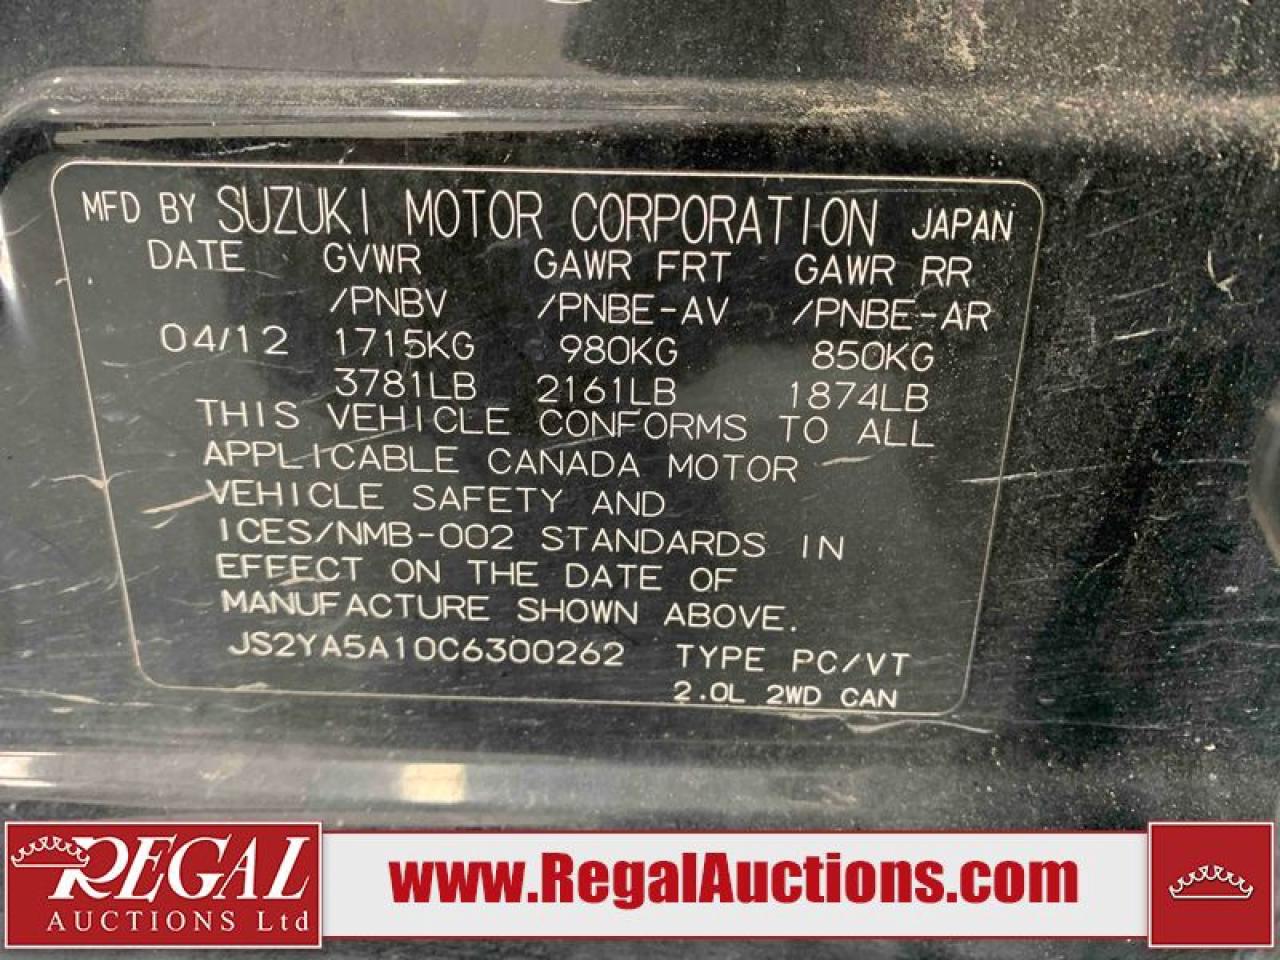 MFD BY SUZUKI MOTOR CORPORATION JAPAN
DATE GVWR GAWR FRT GAWR RR
/PNBV /PNBE-AV /PNBE-AR
04/12 1715KG 980KG 850KG
3781LB 2161LB 1874LB
THIS VEHICLE CONFORMS TO ALL
APPLICABLE CANADA MOTOR
VEHICLE SAFETY AND
ICES/NMB-002 STANDARDS IN
EFFECT ON THE DATE OF
MANUFACTURE SHOWN ABOVE.
JS2YA5A10C6300262 TYPE PC/VT
2.0L 2WD CAN
REGAL
AUCTIONS Ltd
www.RegalAuctions.com